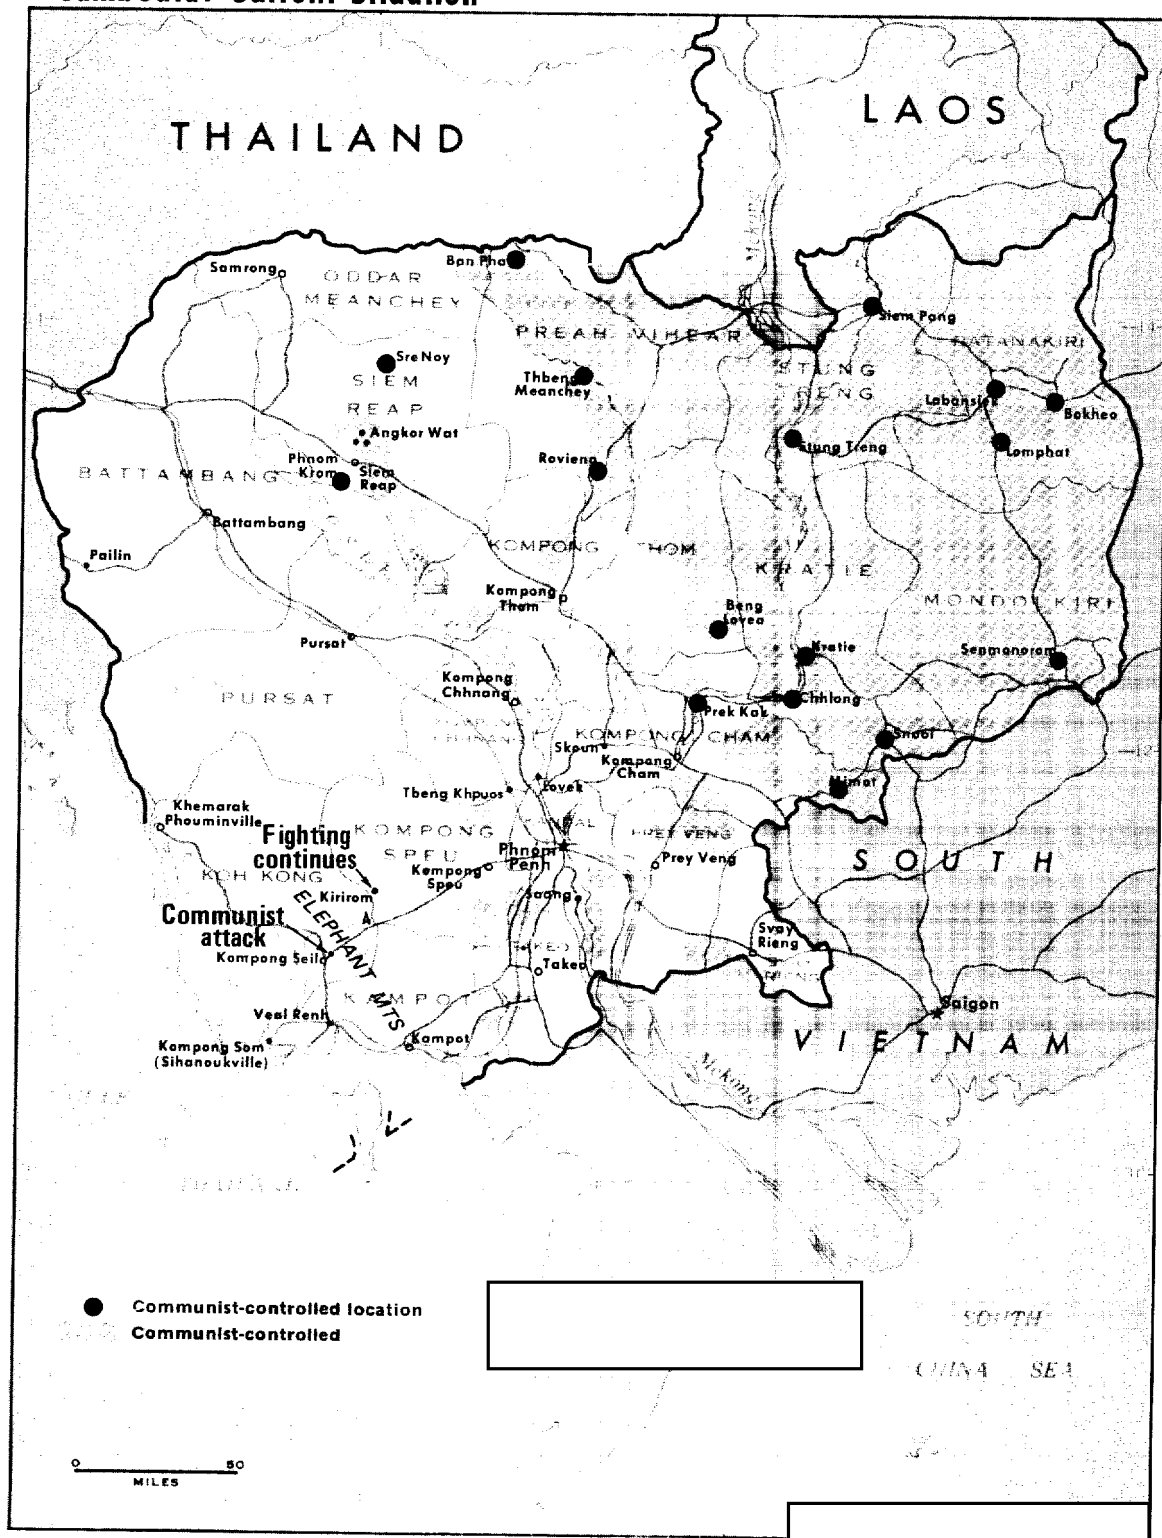 THAILAND
LAOS
Samrong
ODDAR
MEANCHEY
PREAH VIHEAR
Siem Pang
RATANAKIRI
Sre Noy
SIEM
REAP
Thbeng
Meanchey
STUNG
Labansiek
Bokheo
Angkor Wat
Phnom
Krom
Siem
Reap
Rovieng
Stung Treng
Lomphat
BATTAMBANG
Battambang
Pailin
KOMPONG THOM
KRATIE
Kompong
Thom
MONDOLKIRI
Beng
Lovea
Pursat
Kratie
Senmonorom
PURSAT
Kompong
Chhnang
Prek Kak
Chhlong
Snuol
KOMPONG CHAM
Skoun
Kompong
Cham
Mimot
Tbeng Khpuos
Lovek
Khemarak
Phouminville
Fighting
continues
KOMPONG
SPEU
PREY VENG
Phnom
Penh
Prey Veng
SOUTH
KOH KONG
Kompong
Speu
Kirirom
Saang
ELEPHANT MTS
Communist
attack
Kompong Seila
Svay
Rieng
Takeo
KAMPOT
Veal Renh
Saigon
Kompong Som
(Sihanoukville)
Kampot
VIETNAM
Mekong
Communist-controlled location
Communist-controlled
SOUTH
CHINA SEA
0 50
MILES